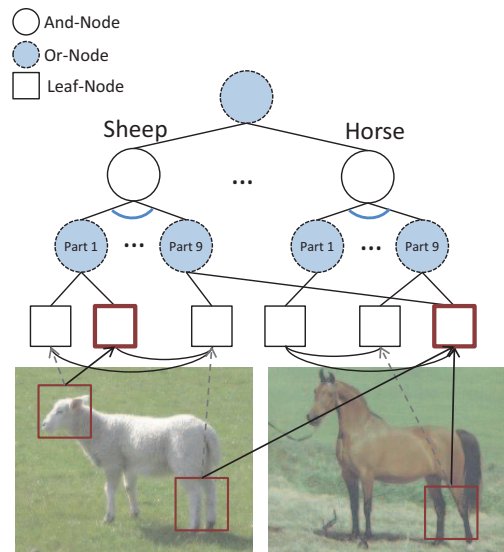 And-Node
Or-Node
Leaf-Node
Sheep
Horse
...
Part 1
...
Part 9
Part 1
...
Part 9